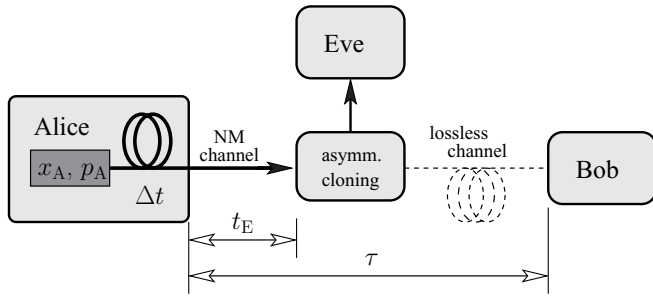 Eve
Alice
x_A, p_A
Δt
NM
channel
asymm.
cloning
lossless
channel
Bob
t_E
τ